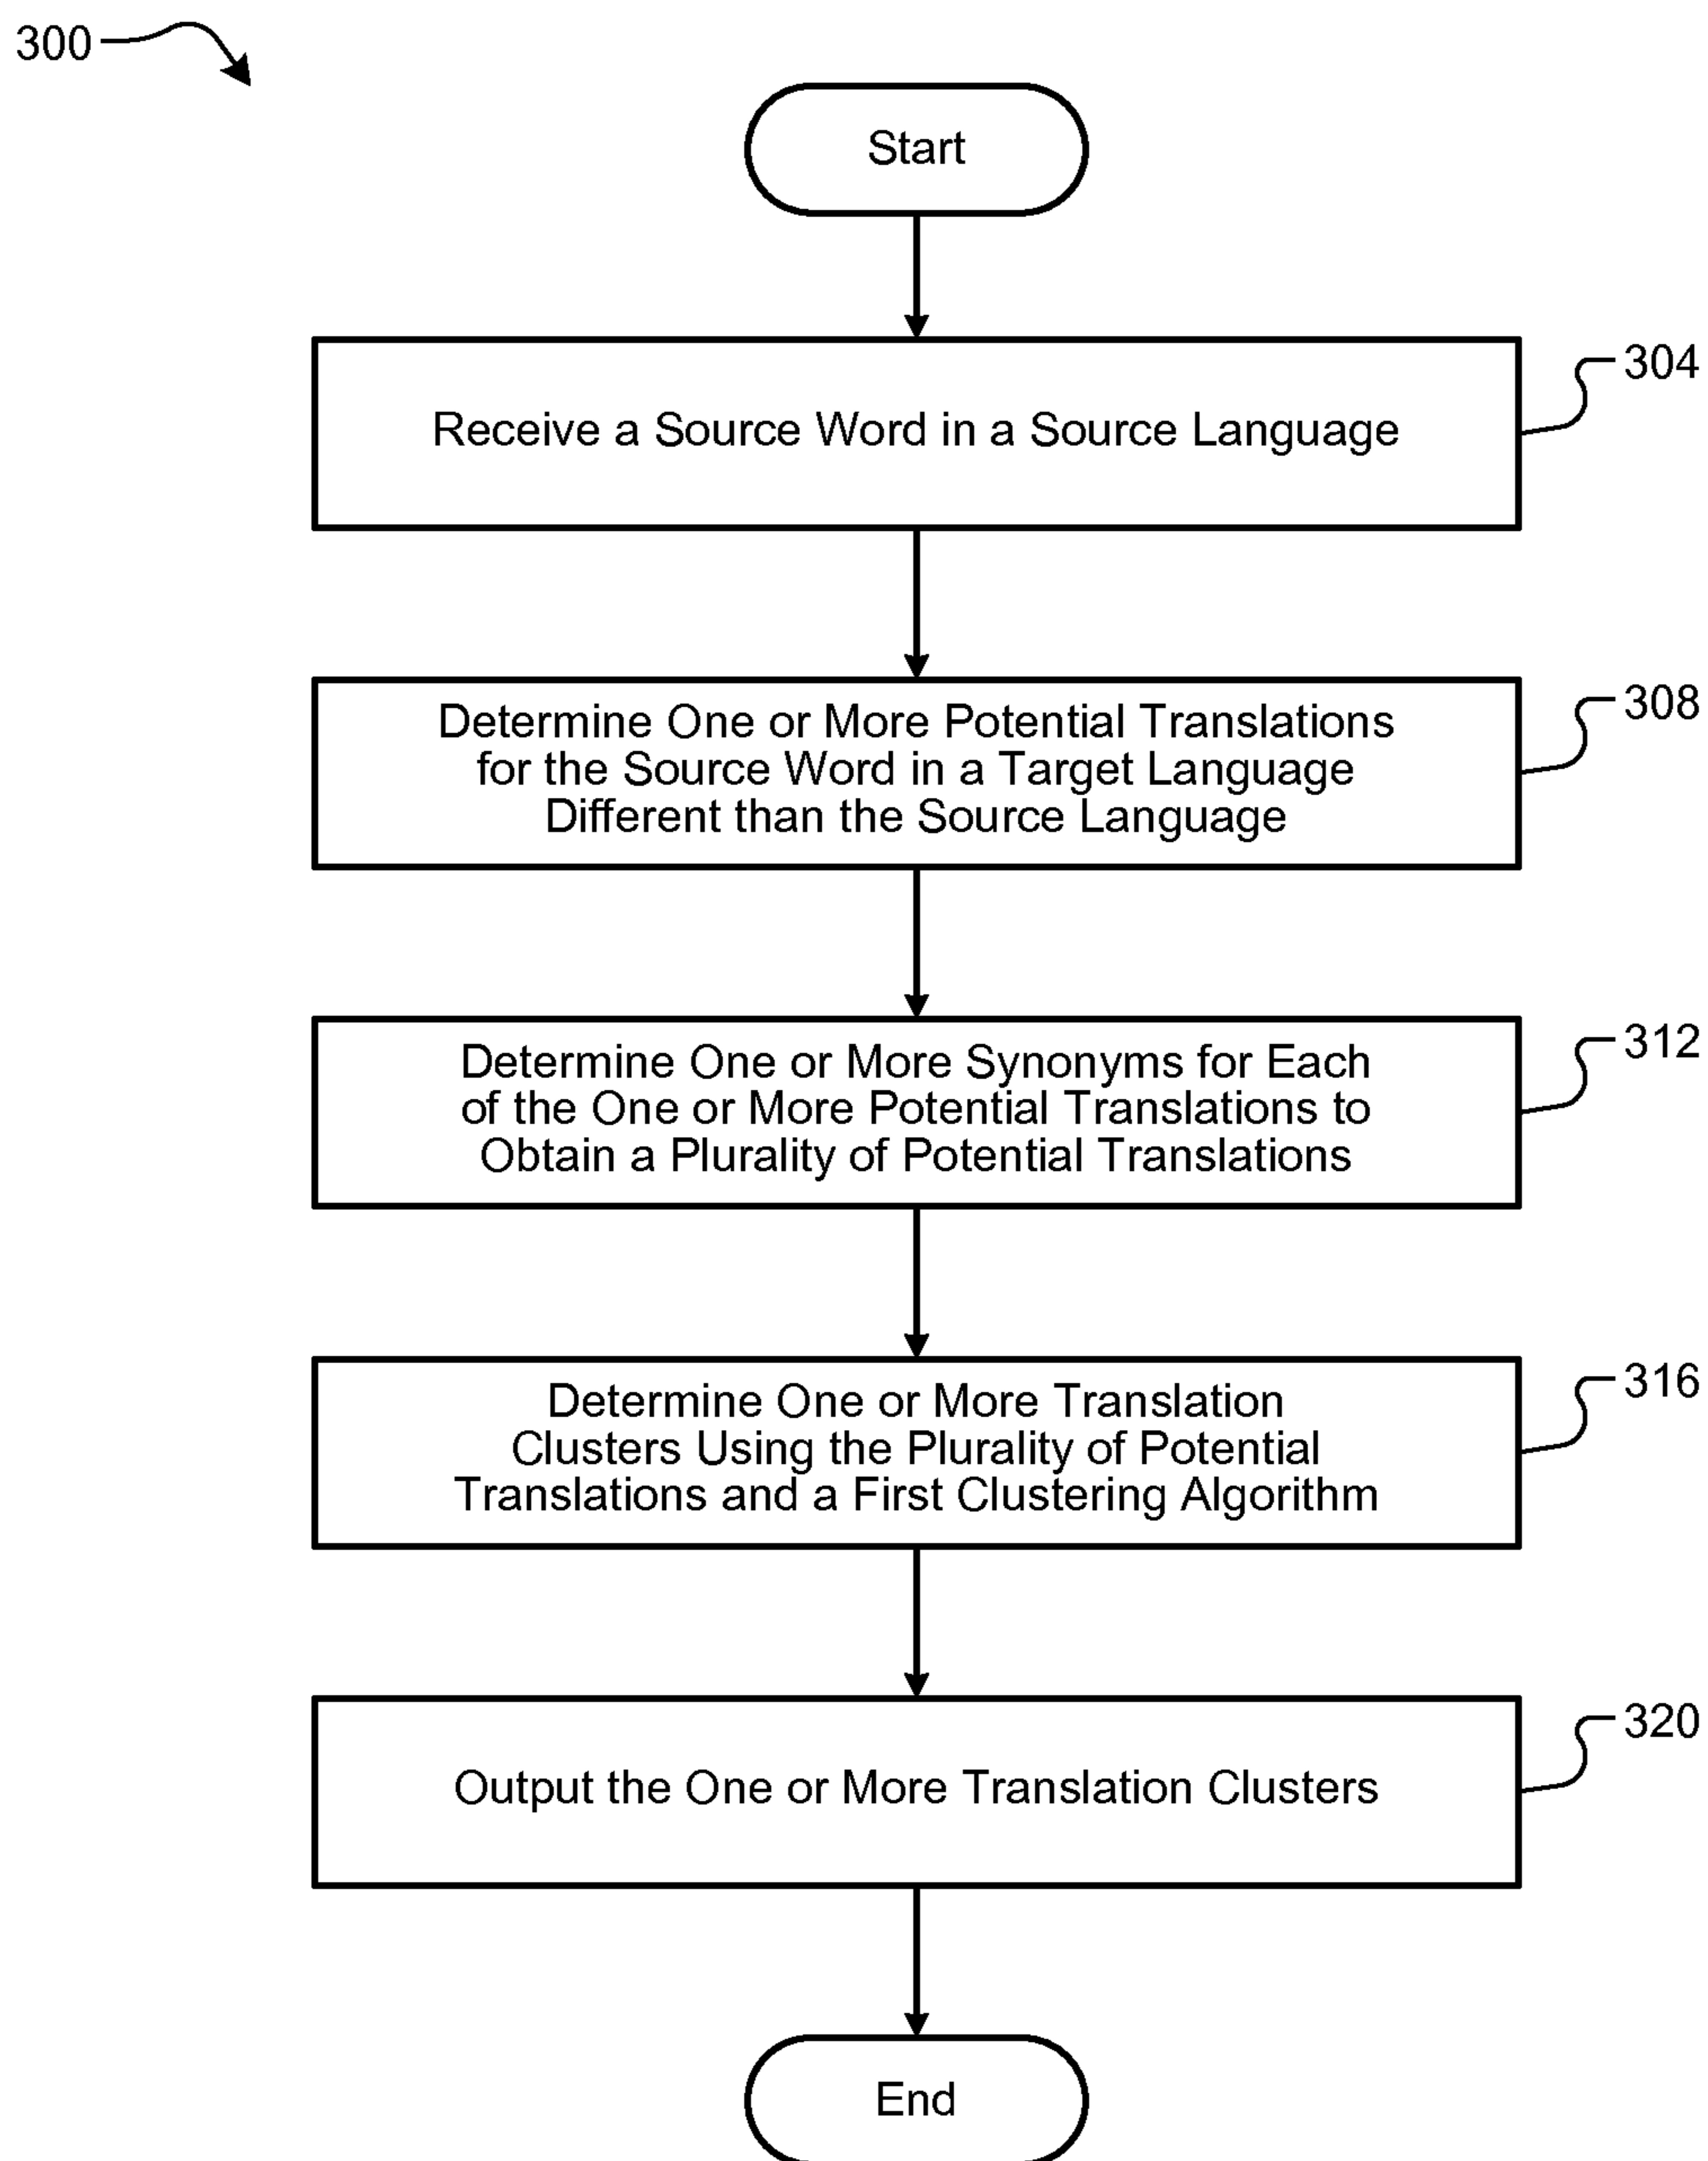 300
Start
304
Receive a Source Word in a Source Language
308
Determine One or More Potential Translations
for the Source Word in a Target Language
Different than the Source Language
312
Determine One or More Synonyms for Each
of the One or More Potential Translations to
Obtain a Plurality of Potential Translations
316
Determine One or More Translation
Clusters Using the Plurality of Potential
Translations and a First Clustering Algorithm
320
Output the One or More Translation Clusters
End